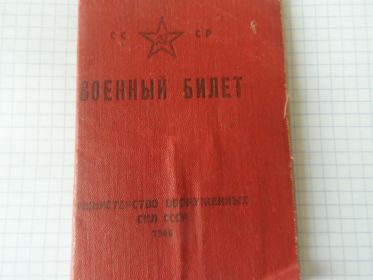 СС СР
ВОЕННЫЙ БИЛЕТ
МИНИСТЕРСТВО ВООРУЖЕННЫХ
СИЛ СССР